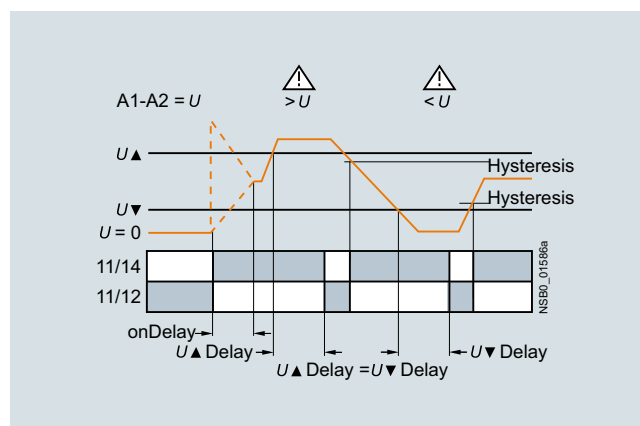 A1-A2 = U
! !
> U < U
U▲
Hysteresis
Hysteresis
U▼
U = 0
11/14
11/12
NSB0_01586a
onDelay
U▲Delay U▼Delay
U▲Delay =U▼Delay